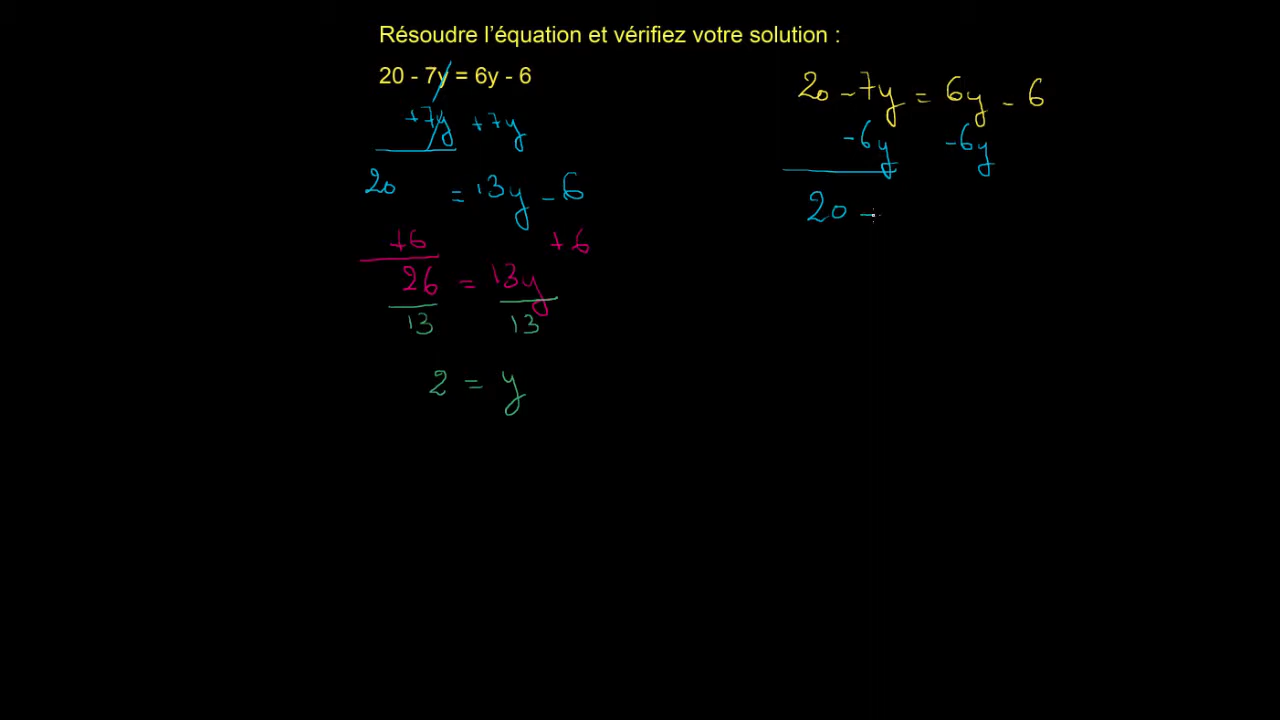 Résoudre l’équation et vérifiez votre solution :
20 - 7y = 6y - 6
+7y +7y
20 = 13y - 6
+6 +6
26 = 13y
13 13
2 = y
20 - 7y = 6y - 6
-6y -6y
20 -